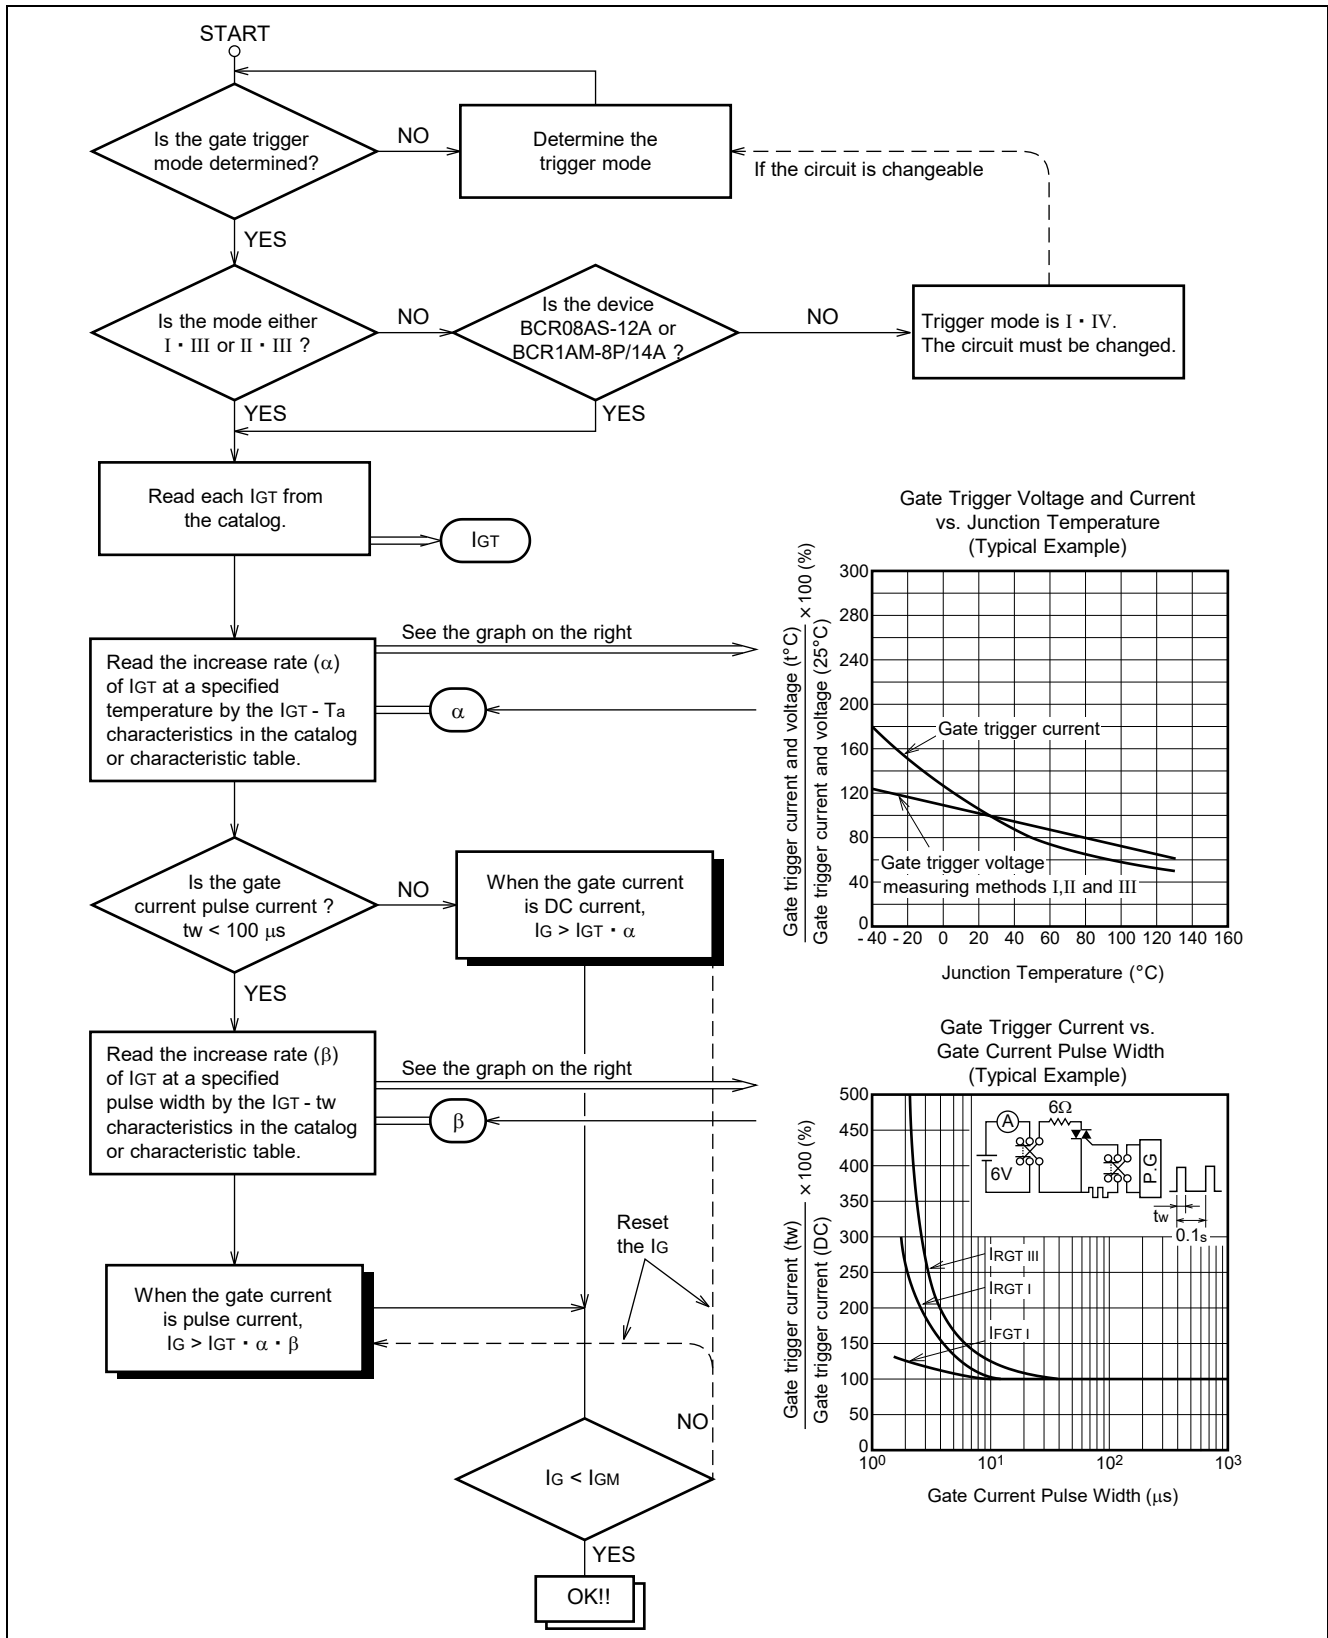 START
Is the gate trigger
mode determined?
NO
Determine the
trigger mode
If the circuit is changeable
YES
Is the mode either
I・III or II・III ?
NO
Is the device
BCR08AS-12A or
BCR1AM-8P/14A ?
NO
Trigger mode is I・IV.
The circuit must be changed.
YES
YES
Read each IGT from
the catalog.
IGT
See the graph on the right
Read the increase rate (α)
of IGT at a specified
temperature by the IGT - Ta
characteristics in the catalog
or characteristic table.
α
Is the gate
current pulse current ?
tw < 100 μs
NO
When the gate current
is DC current,
IG > IGT・α
YES
Read the increase rate (β)
of IGT at a specified
pulse width by the IGT - tw
characteristics in the catalog
or characteristic table.
See the graph on the right
β
Reset
the IG
When the gate current
is pulse current,
IG > IGT・α・β
NO
IG < IGM
YES
OK!!
Gate Trigger Voltage and Current
vs. Junction Temperature
(Typical Example)
Gate trigger current and voltage (t°C)
Gate trigger current and voltage (25°C)
×100 (%)
300
280
240
200
160
120
80
40
0
Gate trigger current
Gate trigger voltage
measuring methods I,II and III
-40 -20 0 20 40 60 80 100 120 140 160
Junction Temperature (°C)
Gate Trigger Current vs.
Gate Current Pulse Width
(Typical Example)
Gate trigger current (tw)
Gate trigger current (DC)
×100 (%)
500
450
400
350
300
250
200
150
100
50
0
A
6Ω
6V
P.G
tw
0.1s
IRGT III
IRGT I
IFGT I
10⁰ 10¹ 10² 10³
Gate Current Pulse Width (μs)